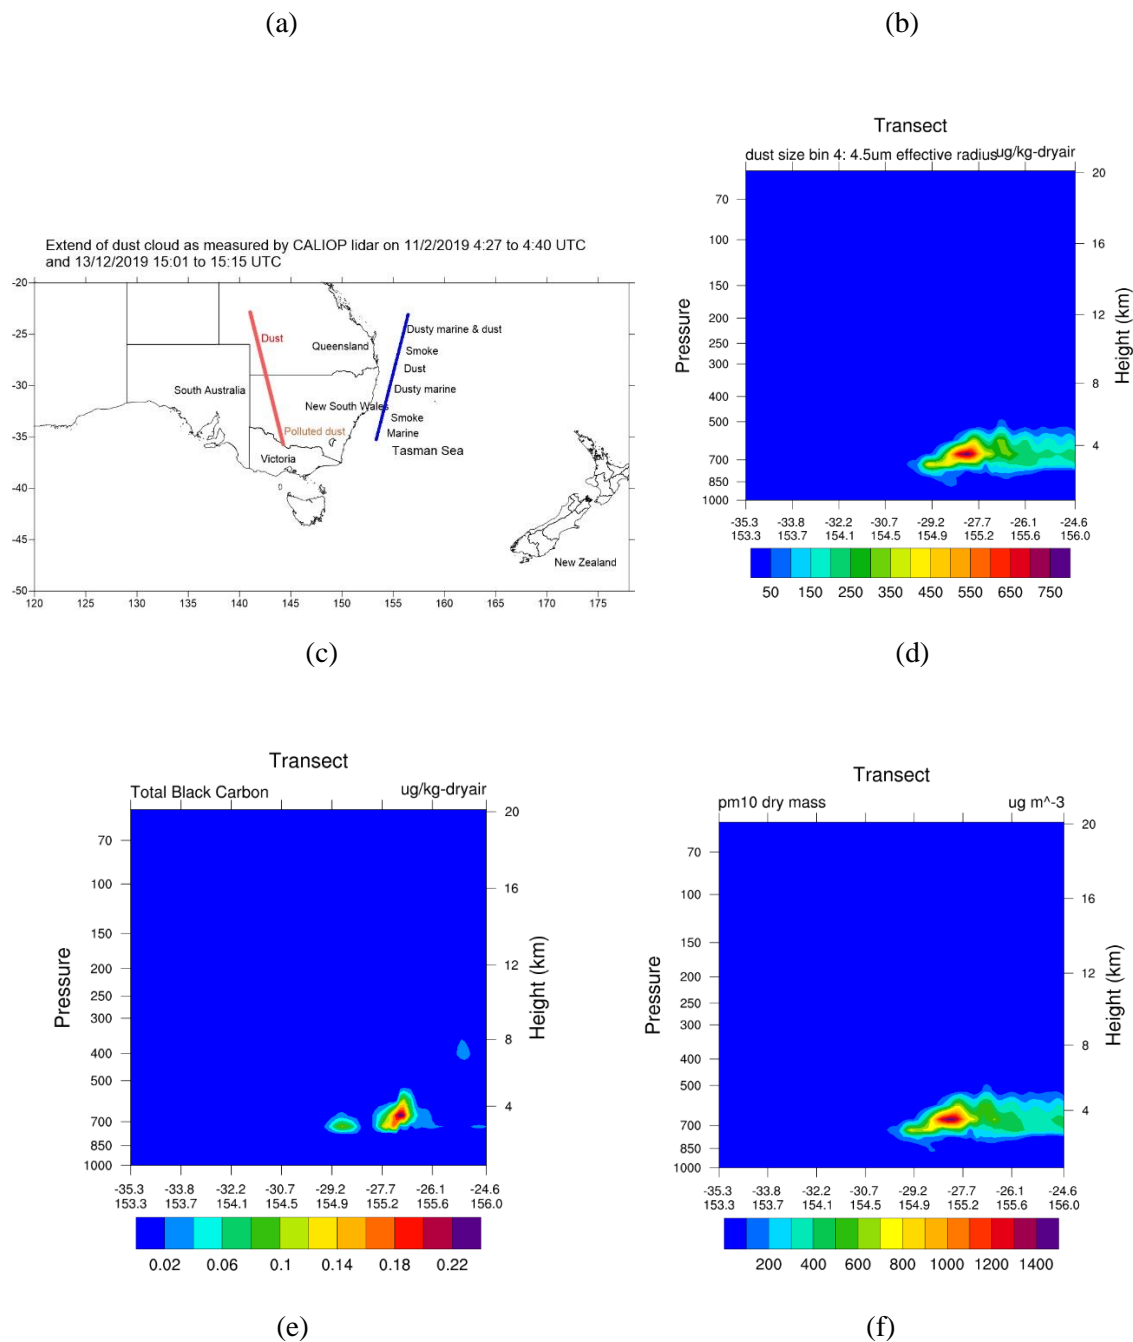 (a)
(b)
Extend of dust cloud as measured by CALIOP lidar on 11/2/2019 4:27 to 4:40 UTC
and 13/12/2019 15:01 to 15:15 UTC
-20
-25
-30
-35
-40
-45
-50
120 125 130 135 140 145 150 155 160 165 170 175
Dust
Queensland
Dusty marine & dust
Smoke
Dust
South Australia
Dusty marine
New South Wales
Smoke
Polluted dust
Marine
Victoria
Tasman Sea
New Zealand
(c)
Transect
dust size bin 4: 4.5um effective radius ug/kg-dryair
Pressure
70
100
150
200
250
300
400
500
700
850
1000
20
16
12
8
4
Height (km)
-35.3 -33.8 -32.2 -30.7 -29.2 -27.7 -26.1 -24.6
153.3 153.7 154.1 154.5 154.9 155.2 155.6 156.0
50 150 250 350 450 550 650 750
(d)
Transect
Total Black Carbon ug/kg-dryair
Pressure
70
100
150
200
250
300
400
500
700
850
1000
20
16
12
8
4
Height (km)
-35.3 -33.8 -32.2 -30.7 -29.2 -27.7 -26.1 -24.6
153.3 153.7 154.1 154.5 154.9 155.2 155.6 156.0
0.02 0.06 0.1 0.14 0.18 0.22
(e)
Transect
pm10 dry mass ug m^-3
Pressure
70
100
150
200
250
300
400
500
700
850
1000
20
16
12
8
4
Height (km)
-35.3 -33.8 -32.2 -30.7 -29.2 -27.7 -26.1 -24.6
153.3 153.7 154.1 154.5 154.9 155.2 155.6 156.0
200 400 600 800 1000 1200 1400
(f)